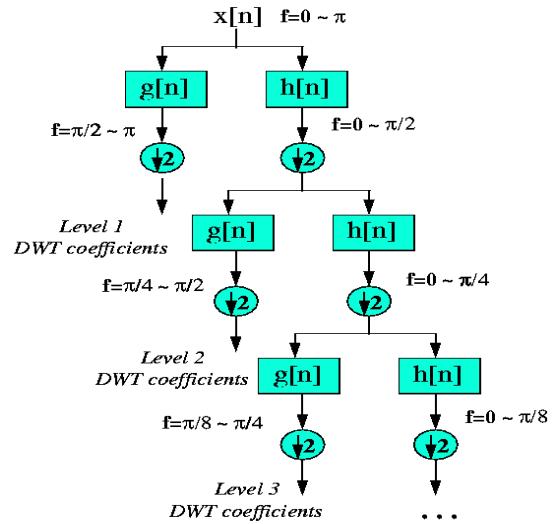 x[n] f=0 ~ π
g[n] h[n]
f=π/2 ~ π f=0 ~ π/2
2 2
Level 1
DWT coefficients
g[n] h[n]
f=π/4 ~ π/2 f=0 ~ π/4
2 2
Level 2
DWT coefficients
g[n] h[n]
f=π/8 ~ π/4 f=0 ~ π/8
2 2
Level 3
DWT coefficients
. . .